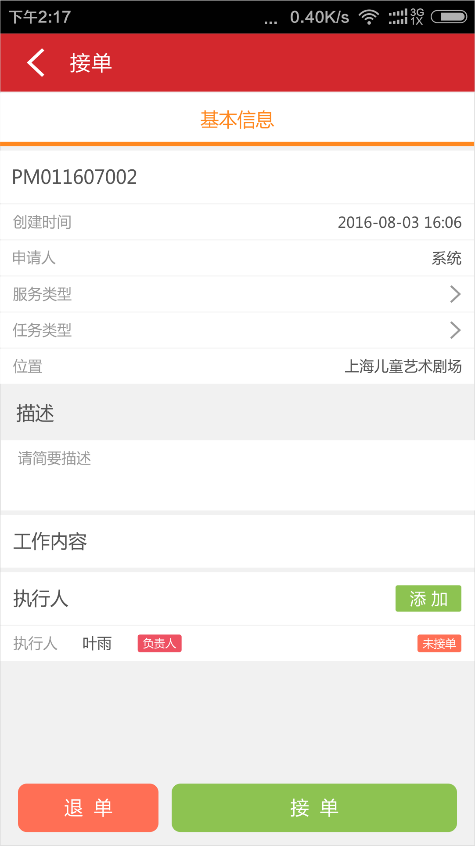 下午2:17 ... 0.40K/s 3G 1X
接单
基本信息
PM011607002
创建时间 2016-08-03 16:06
申请人 系统
服务类型
任务类型
位置 上海儿童艺术剧场
描述
请简要描述
工作内容
执行人 添加
执行人 叶雨 负责人 未接单
退单 接单